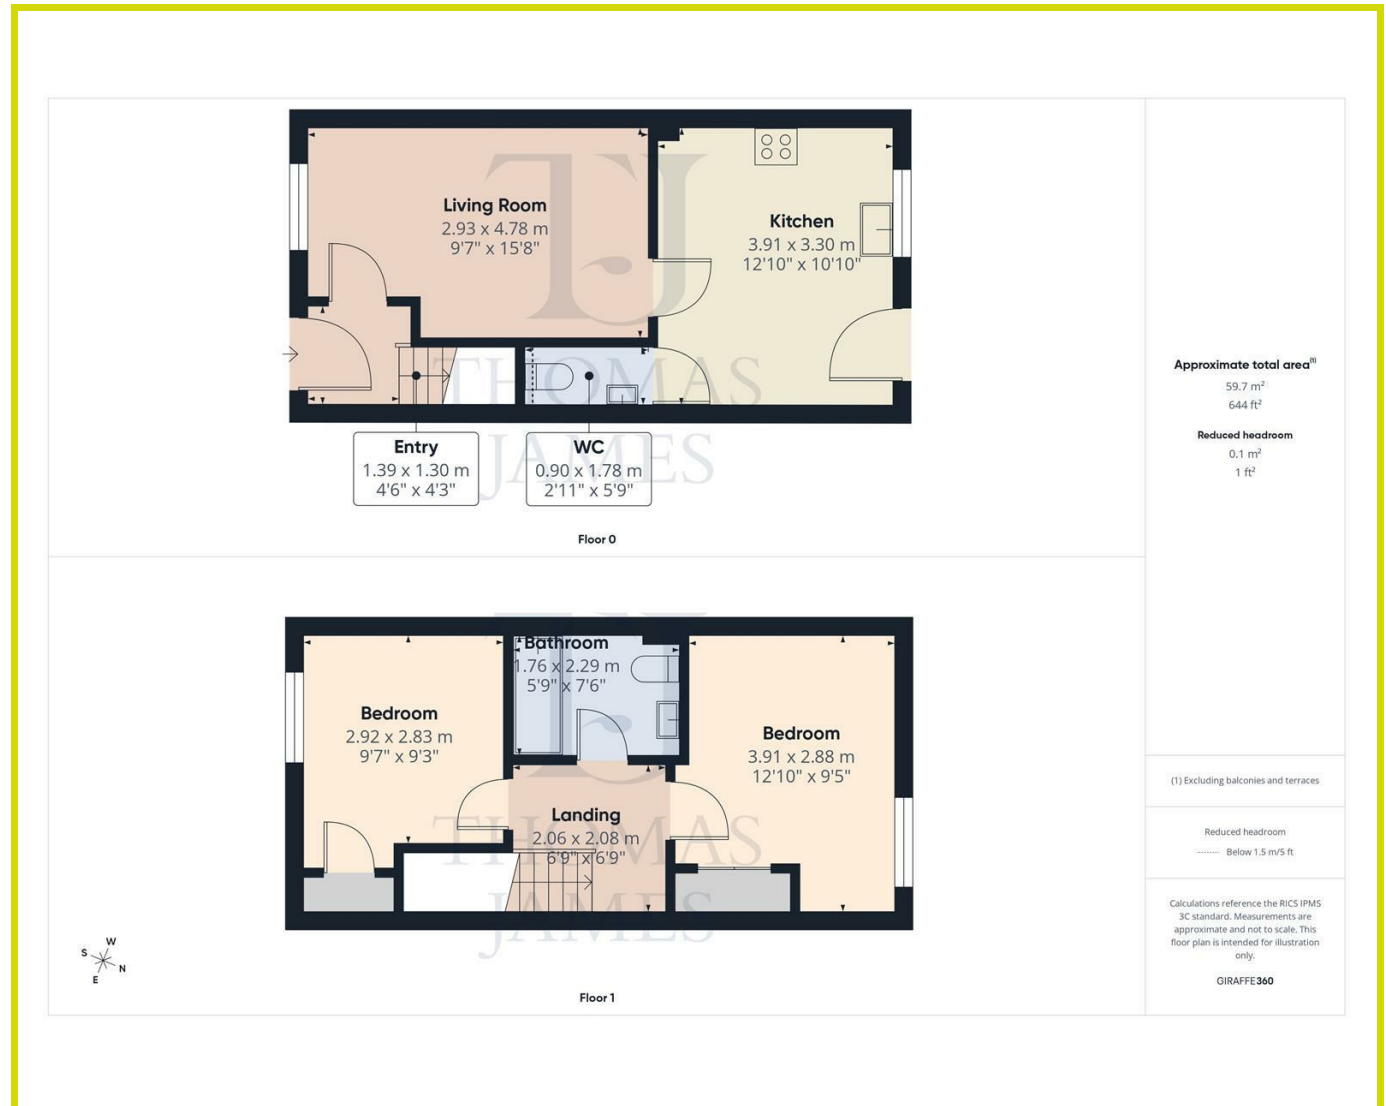 Living Room
2.93 x 4.78 m
9'7" x 15'8"
Kitchen
3.91 x 3.30 m
12'10" x 10'10"
TJ
THOMAS
JAMES
Entry
1.39 x 1.30 m
4'6" x 4'3"
WC
0.90 x 1.78 m
2'11" x 5'9"
Floor 0
Bathroom
1.76 x 2.29 m
5'9" x 7'6"
Bedroom
2.92 x 2.83 m
9'7" x 9'3"
Bedroom
3.91 x 2.88 m
12'10" x 9'5"
Landing
2.06 x 2.08 m
6'9" x 6'9"
TJ
THOMAS
JAMES
W
S
N
E
Floor 1
Approximate total area(1)
59.7 m²
644 ft²
Reduced headroom
0.1 m²
1 ft²
(1) Excluding balconies and terraces
Reduced headroom
Below 1.5 m/5 ft
Calculations reference the RICS IPMS
3C standard. Measurements are
approximate and not to scale. This
floor plan is intended for illustration
only.
GIRAFFE360